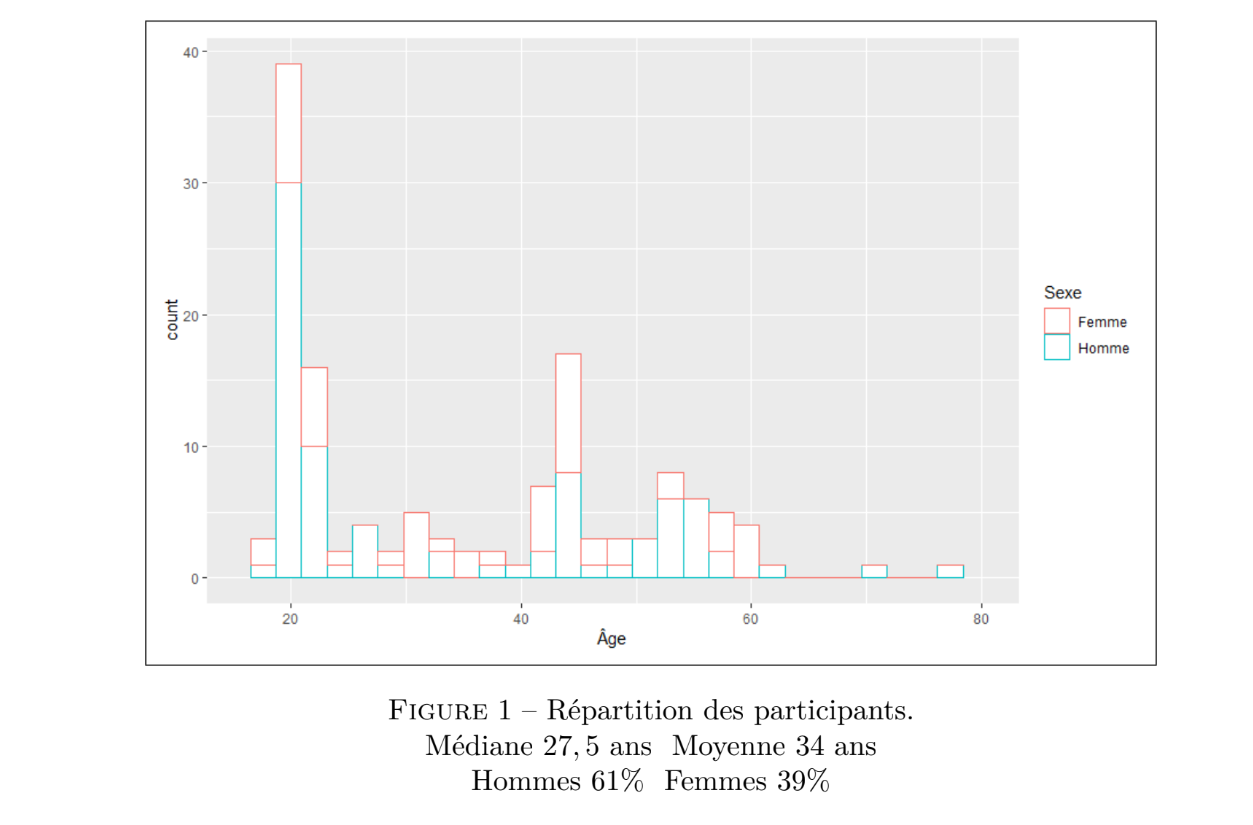 40
30
20
10
0
count
20 40 60 80
Âge
Sexe
Femme
Homme
FIGURE 1 – Répartition des participants.
Médiane 27, 5 ans Moyenne 34 ans
Hommes 61% Femmes 39%